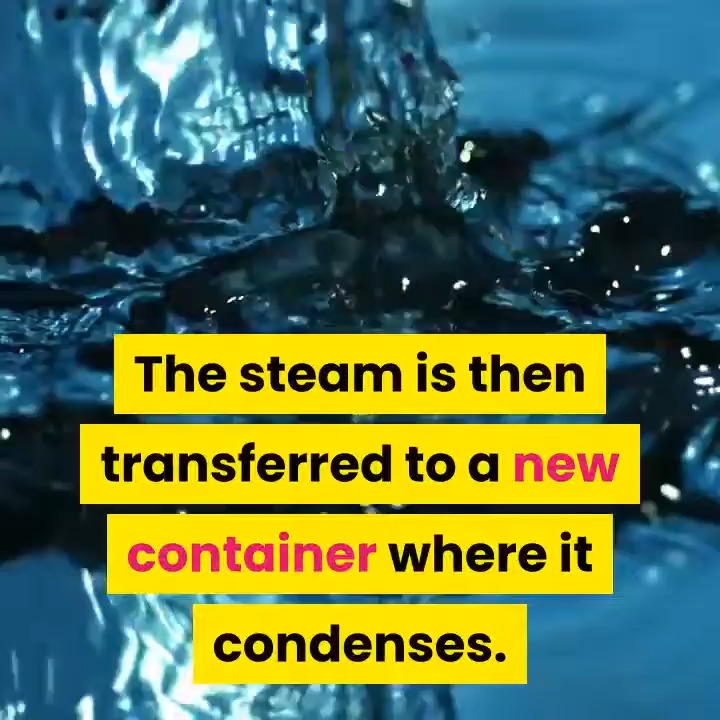 The steam is then
transferred to a new
container where it
condenses.